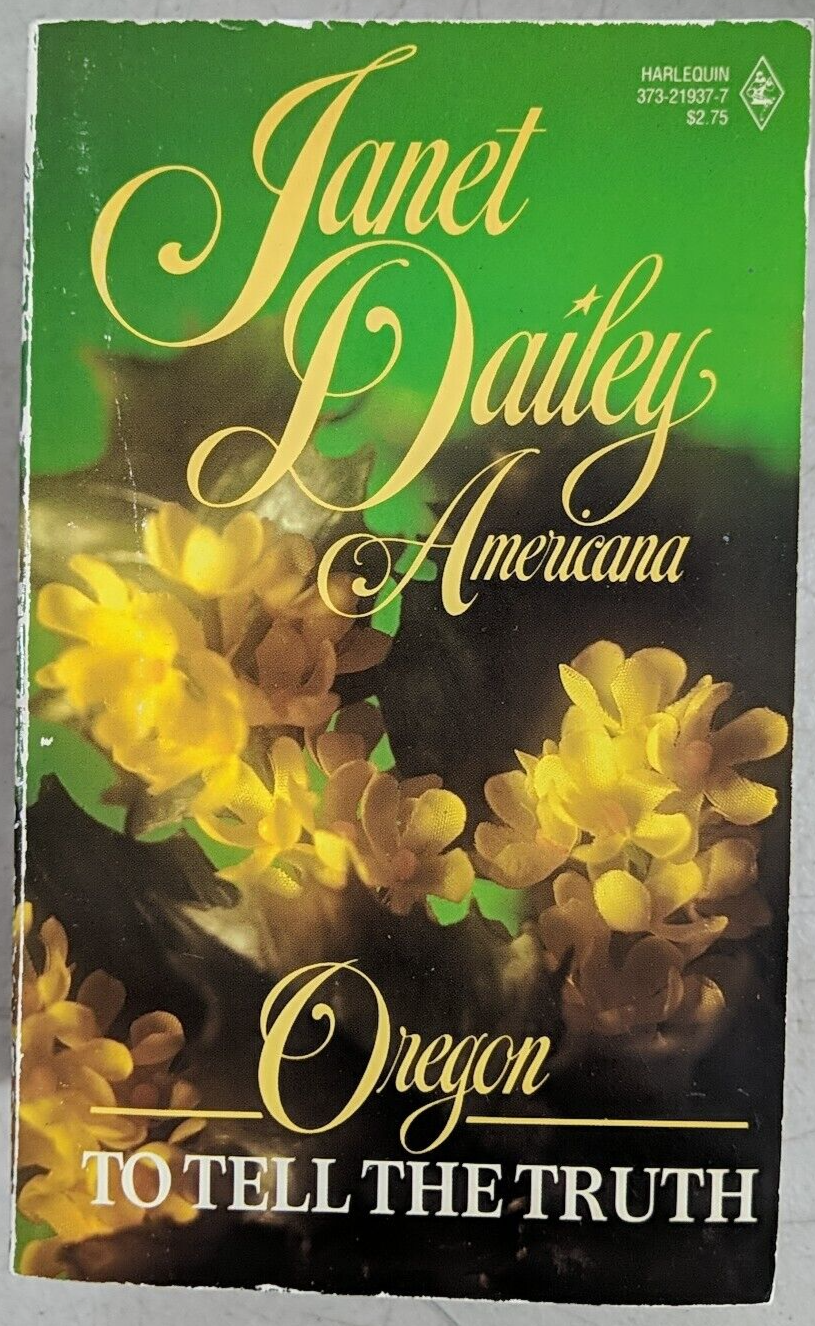 HARLEQUIN
373-21937-7
$2.75
Janet
Dailey
Americana
Oregon
TO TELL THE TRUTH